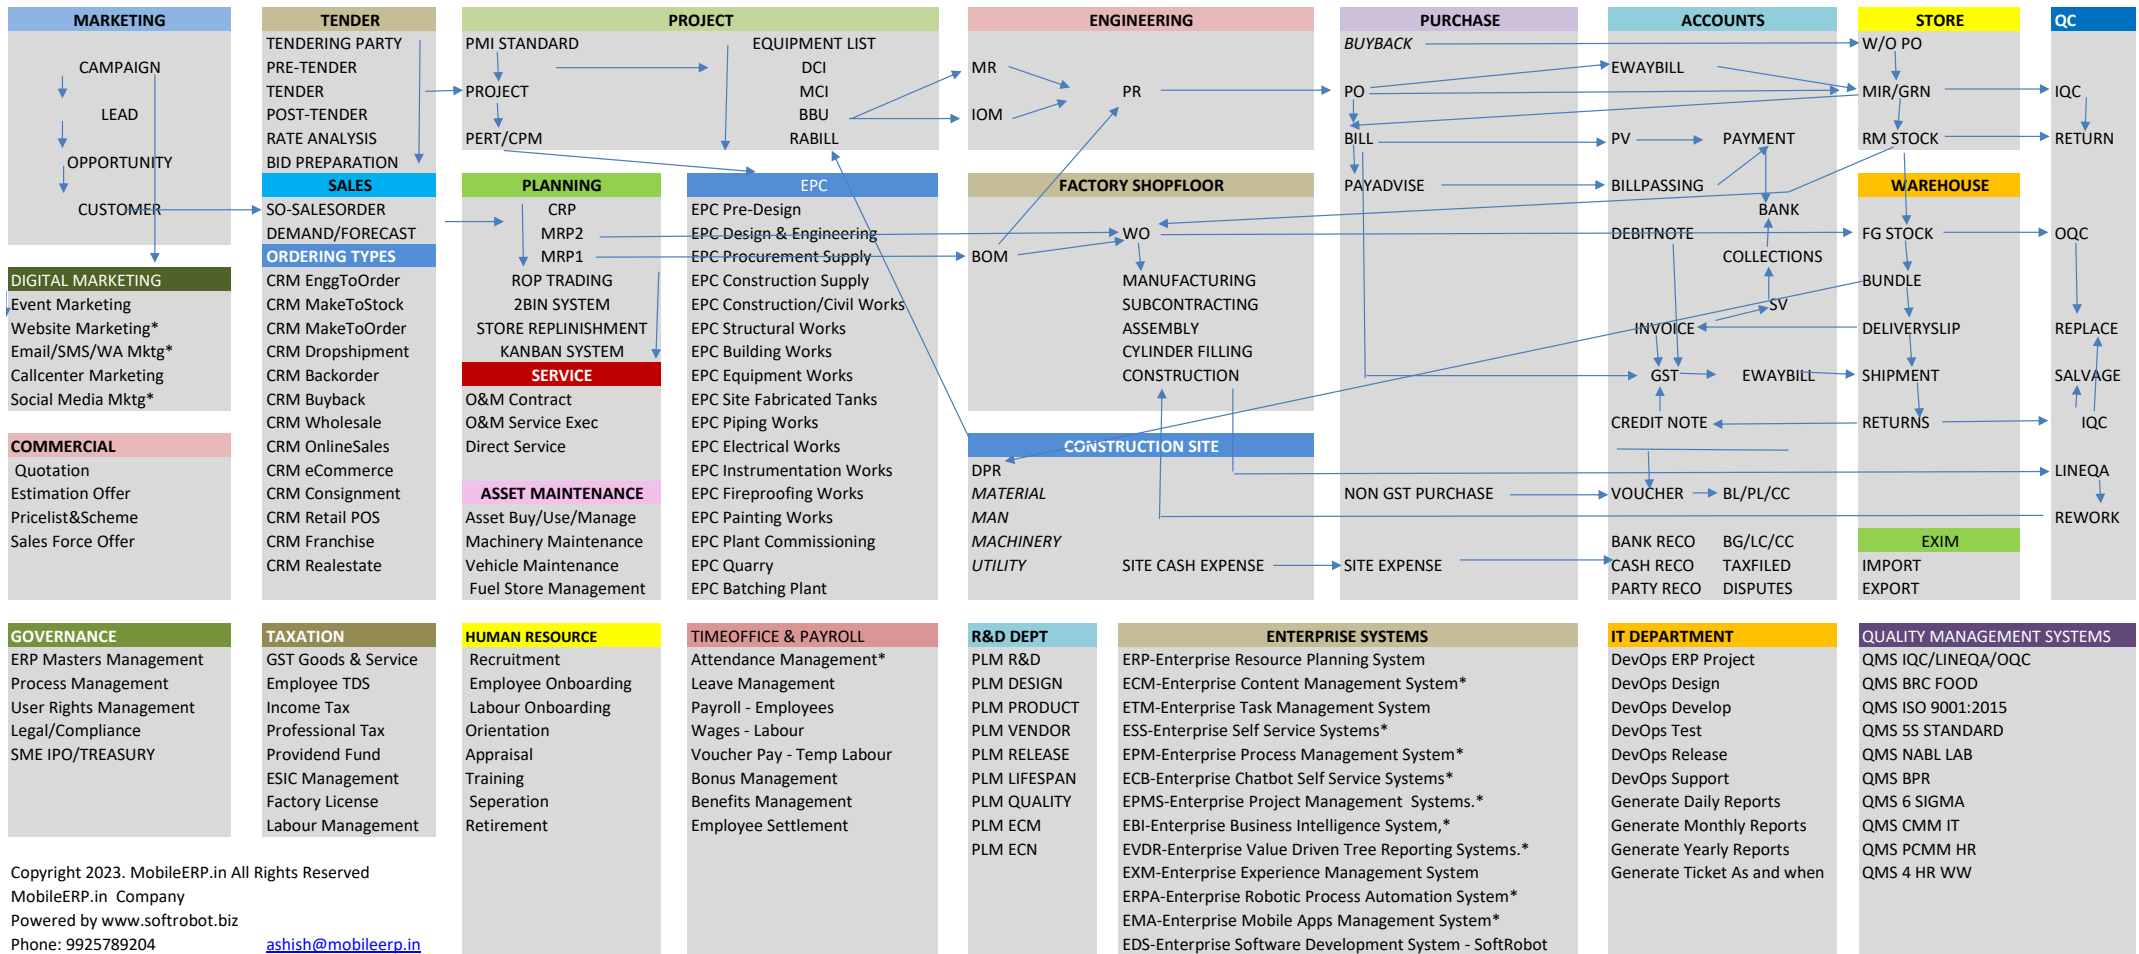 MARKETING
CAMPAIGN
LEAD
OPPORTUNITY
CUSTOMER
DIGITAL MARKETING
Event Marketing
Website Marketing*
Email/SMS/WA Mktg*
Callcenter Marketing
Social Media Mktg*
COMMERCIAL
Quotation
Estimation Offer
Pricelist&Scheme
Sales Force Offer
TENDER
TENDERING PARTY
PRE-TENDER
TENDER
POST-TENDER
RATE ANALYSIS
BID PREPARATION
SALES
SO-SALESORDER
DEMAND/FORECAST
ORDERING TYPES
CRM EnggToOrder
CRM MakeToStock
CRM MakeToOrder
CRM Dropshipment
CRM Backorder
CRM Buyback
CRM Wholesale
CRM OnlineSales
CRM eCommerce
CRM Consignment
CRM Retail POS
CRM Franchise
CRM Realestate
PROJECT
PMI STANDARD
PROJECT
PERT/CPM
EQUIPMENT LIST
DCI
MCI
BBU
RABILL
PLANNING
CRP
MRP2
MRP1
ROP TRADING
2BIN SYSTEM
STORE REPLINISHMENT
KANBAN SYSTEM
SERVICE
O&M Contract
O&M Service Exec
Direct Service
ASSET MAINTENANCE
Asset Buy/Use/Manage
Machinery Maintenance
Vehicle Maintenance
Fuel Store Management
EPC
EPC Pre-Design
EPC Design & Engineering
EPC Procurement Supply
EPC Construction Supply
EPC Construction/Civil Works
EPC Structural Works
EPC Building Works
EPC Equipment Works
EPC Site Fabricated Tanks
EPC Piping Works
EPC Electrical Works
EPC Instrumentation Works
EPC Fireproofing Works
EPC Painting Works
EPC Plant Commissioning
EPC Quarry
EPC Batching Plant
ENGINEERING
MR
PR
IOM
FACTORY SHOPFLOOR
WO
BOM
MANUFACTURING
SUBCONTRACTING
ASSEMBLY
CYLINDER FILLING
CONSTRUCTION
CONSTRUCTION SITE
DPR
MATERIAL
MAN
MACHINERY
UTILITY
SITE CASH EXPENSE
PURCHASE
BUYBACK
PO
BILL
PAYADVISE
NON GST PURCHASE
SITE EXPENSE
ACCOUNTS
EWAYBILL
PV PAYMENT
BILLPASSING
BANK
DEBITNOTE
COLLECTIONS
SV
INVOICE
GST EWAYBILL
CREDIT NOTE
VOUCHER BL/PL/CC
BANK RECO BG/LC/CC
CASH RECO TAXFILED
PARTY RECO DISPUTES
STORE
W/O PO
MIR/GRN
RM STOCK
WAREHOUSE
FG STOCK
BUNDLE
DELIVERYSLIP
SHIPMENT
RETURNS
EXIM
IMPORT
EXPORT
QC
IQC
RETURN
OQC
REPLACE
SALVAGE
IQC
LINEQA
REWORK
GOVERNANCE
ERP Masters Management
Process Management
User Rights Management
Legal/Compliance
SME IPO/TREASURY
TAXATION
GST Goods & Service
Employee TDS
Income Tax
Professional Tax
Providend Fund
ESIC Management
Factory License
Labour Management
HUMAN RESOURCE
Recruitment
Employee Onboarding
Labour Onboarding
Orientation
Appraisal
Training
Seperation
Retirement
TIMEOFFICE & PAYROLL
Attendance Management*
Leave Management
Payroll - Employees
Wages - Labour
Voucher Pay - Temp Labour
Bonus Management
Benefits Management
Employee Settlement
R&D DEPT
PLM R&D
PLM DESIGN
PLM PRODUCT
PLM VENDOR
PLM RELEASE
PLM LIFESPAN
PLM QUALITY
PLM ECM
PLM ECN
ENTERPRISE SYSTEMS
ERP-Enterprise Resource Planning System
ECM-Enterprise Content Management System*
ETM-Enterprise Task Management System
ESS-Enterprise Self Service Systems*
EPM-Enterprise Process Management System*
ECB-Enterprise Chatbot Self Service Systems*
EPMS-Enterprise Project Management Systems.*
EBI-Enterprise Business Intelligence System,*
EVDR-Enterprise Value Driven Tree Reporting Systems.*
EXM-Enterprise Experience Management System
ERPA-Enterprise Robotic Process Automation System*
EMA-Enterprise Mobile Apps Management System*
EDS-Enterprise Software Development System - SoftRobot
IT DEPARTMENT
DevOps ERP Project
DevOps Design
DevOps Develop
DevOps Test
DevOps Release
DevOps Support
Generate Daily Reports
Generate Monthly Reports
Generate Yearly Reports
Generate Ticket As and when
QUALITY MANAGEMENT SYSTEMS
QMS IQC/LINEQA/OQC
QMS BRC FOOD
QMS ISO 9001:2015
QMS 5S STANDARD
QMS NABL LAB
QMS BPR
QMS 6 SIGMA
QMS CMM IT
QMS PCMM HR
QMS 4 HR WW
Copyright 2023. MobileERP.in All Rights Reserved
MobileERP.in Company
Powered by www.softrobot.biz
Phone: 9925789204 ashish@mobileerp.in